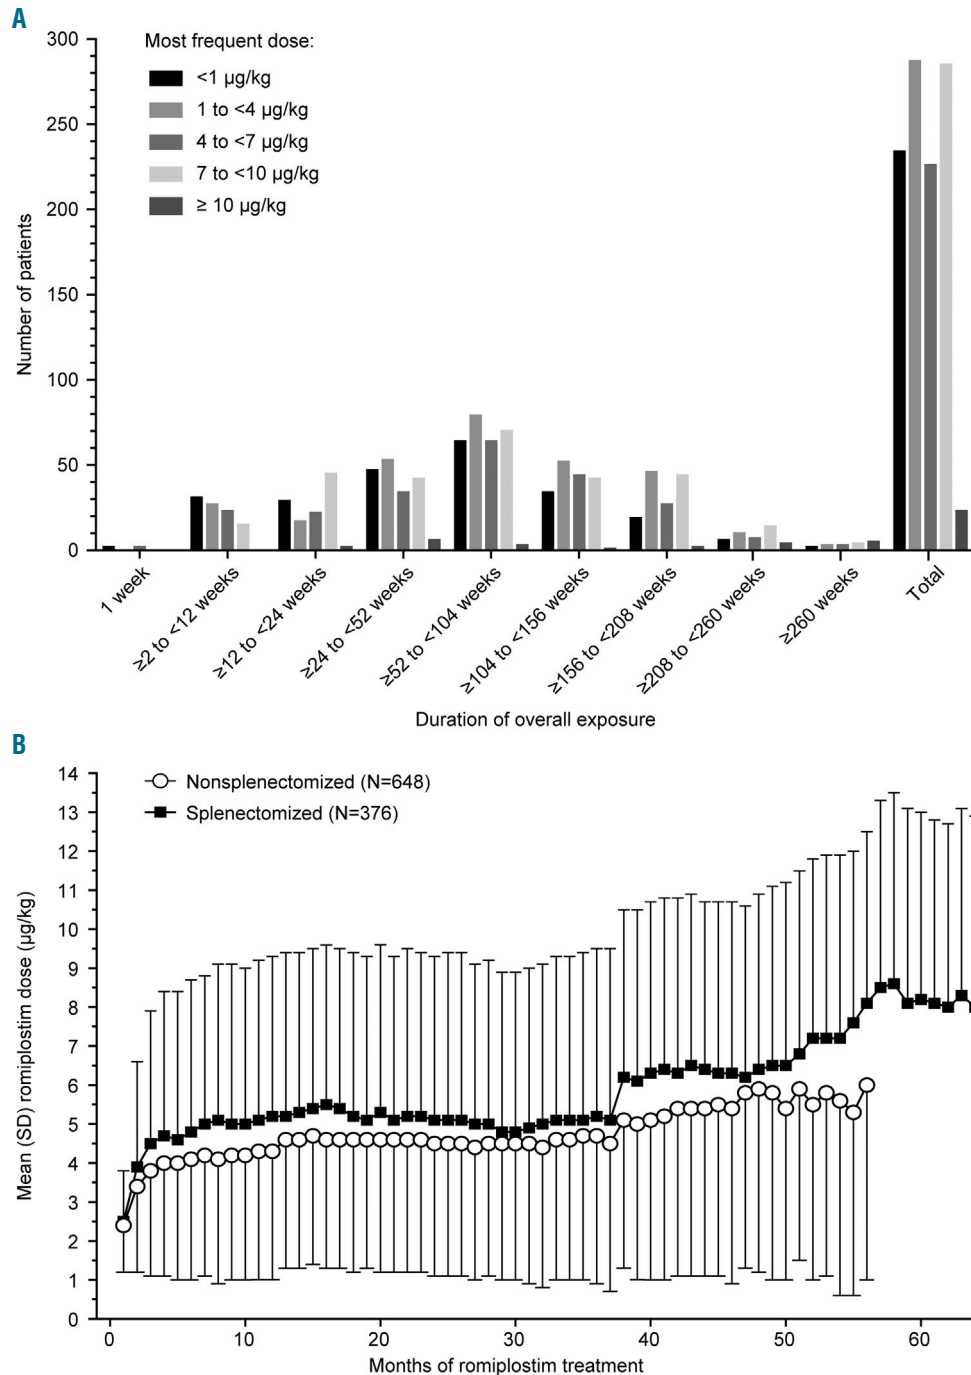 A
Most frequent dose:
<1 µg/kg
1 to <4 µg/kg
4 to <7 µg/kg
7 to <10 µg/kg
≥ 10 µg/kg
Number of patients
300
250
200
150
100
50
0
1 week
≥2 to <12 weeks
≥12 to <24 weeks
≥24 to <52 weeks
≥52 to <104 weeks
≥104 to <156 weeks
≥156 to <208 weeks
≥208 to <260 weeks
≥260 weeks
Total
Duration of overall exposure
B
Nonsplenectomized (N=648)
Splenectomized (N=376)
Mean (SD) romiplostim dose (µg/kg)
14
13
12
11
10
9
8
7
6
5
4
3
2
1
0
0 10 20 30 40 50 60
Months of romiplostim treatment